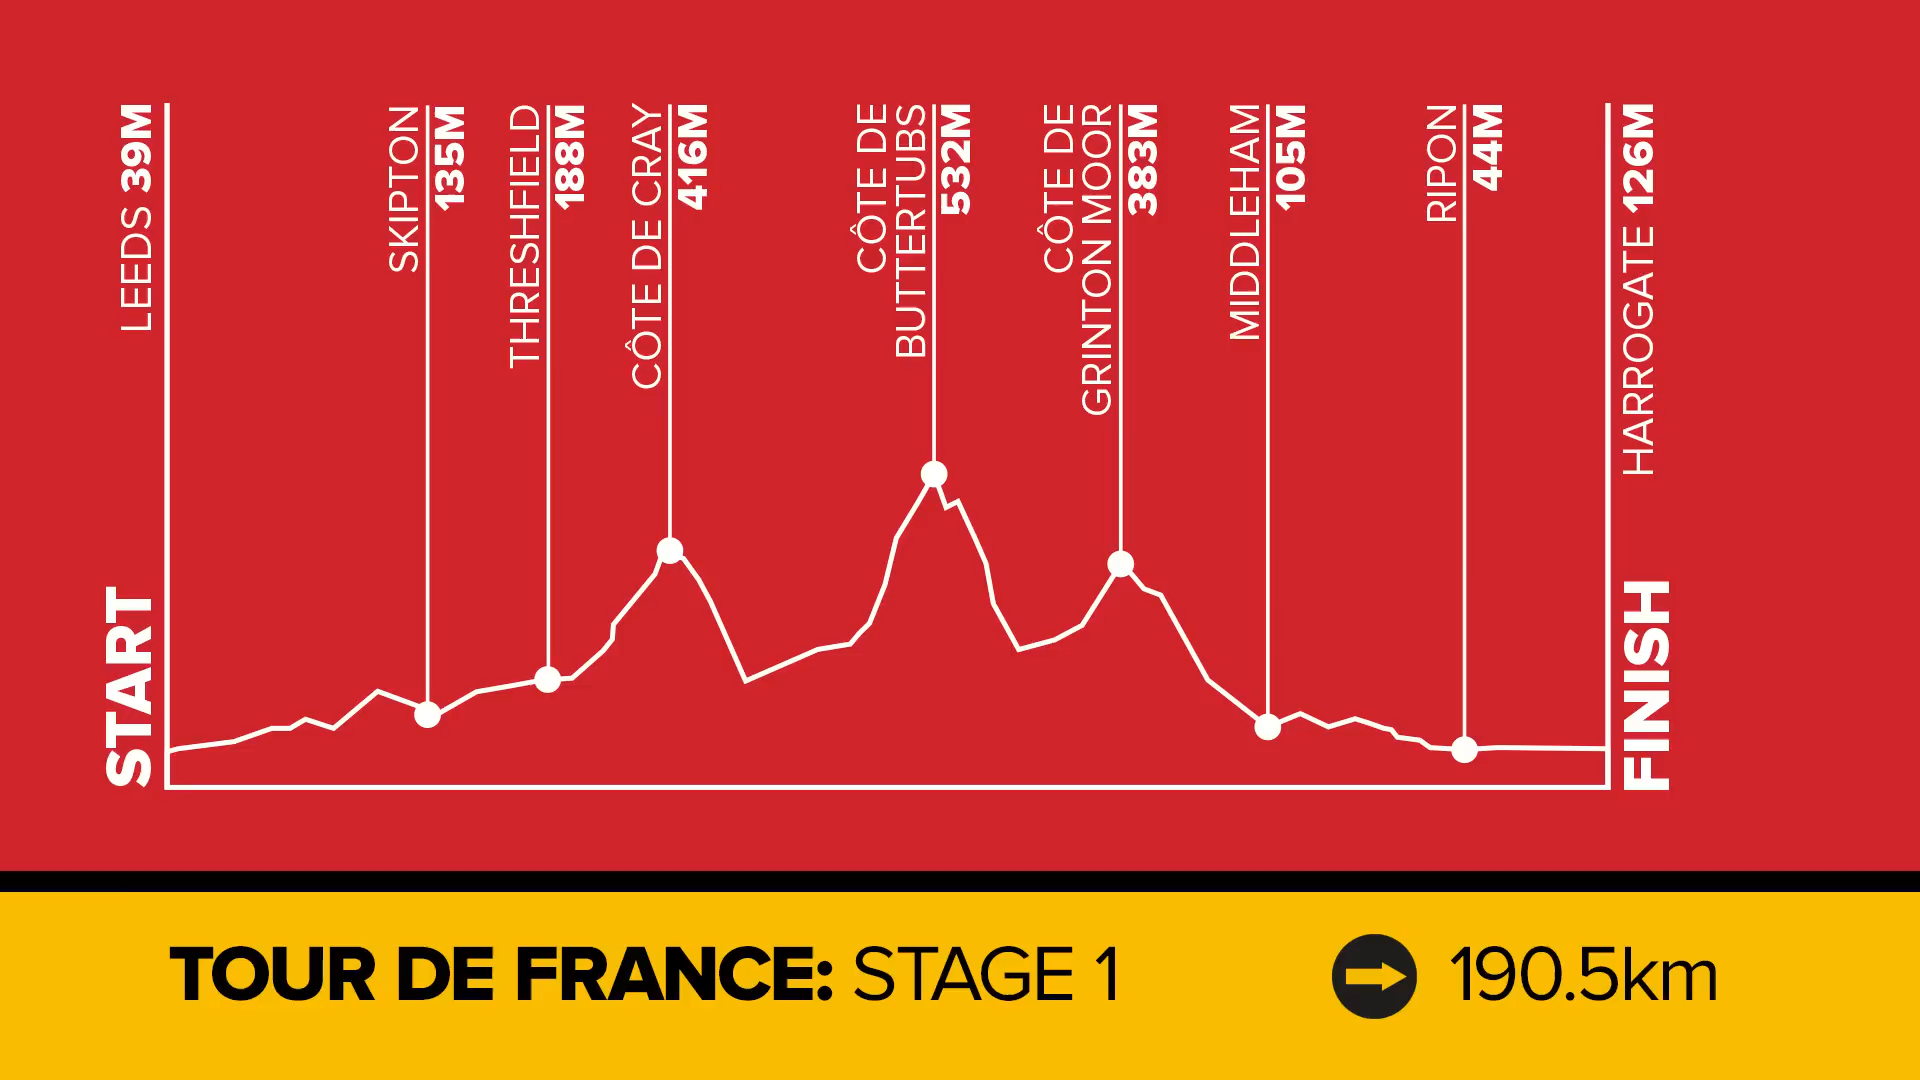 LEEDS 39M
START
SKIPTON
135M
THRESHFIELD
188M
CÔTE DE CRAY
416M
CÔTE DE
BUTTERTUBS
532M
CÔTE DE
GRINTON MOOR
383M
MIDDLEHAM
105M
RIPON
44M
HARROGATE 126M
FINISH
TOUR DE FRANCE: STAGE 1
190.5km